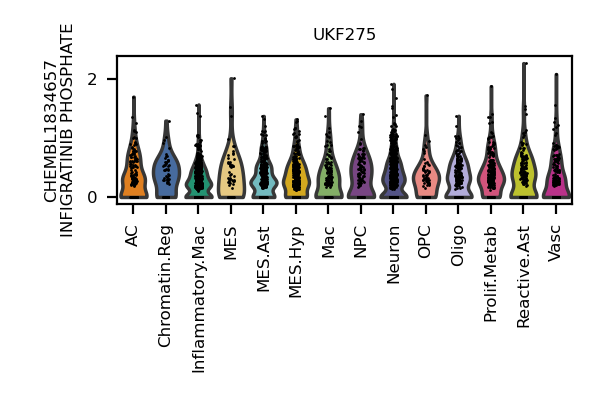 UKF275
CHEMBL1834657
INFIGRATINIB PHOSPHATE
2
0
AC
Chromatin.Reg
Inflammatory.Mac
MES
MES.Ast
MES.Hyp
Mac
NPC
Neuron
OPC
Oligo
Prolif.Metab
Reactive.Ast
Vasc